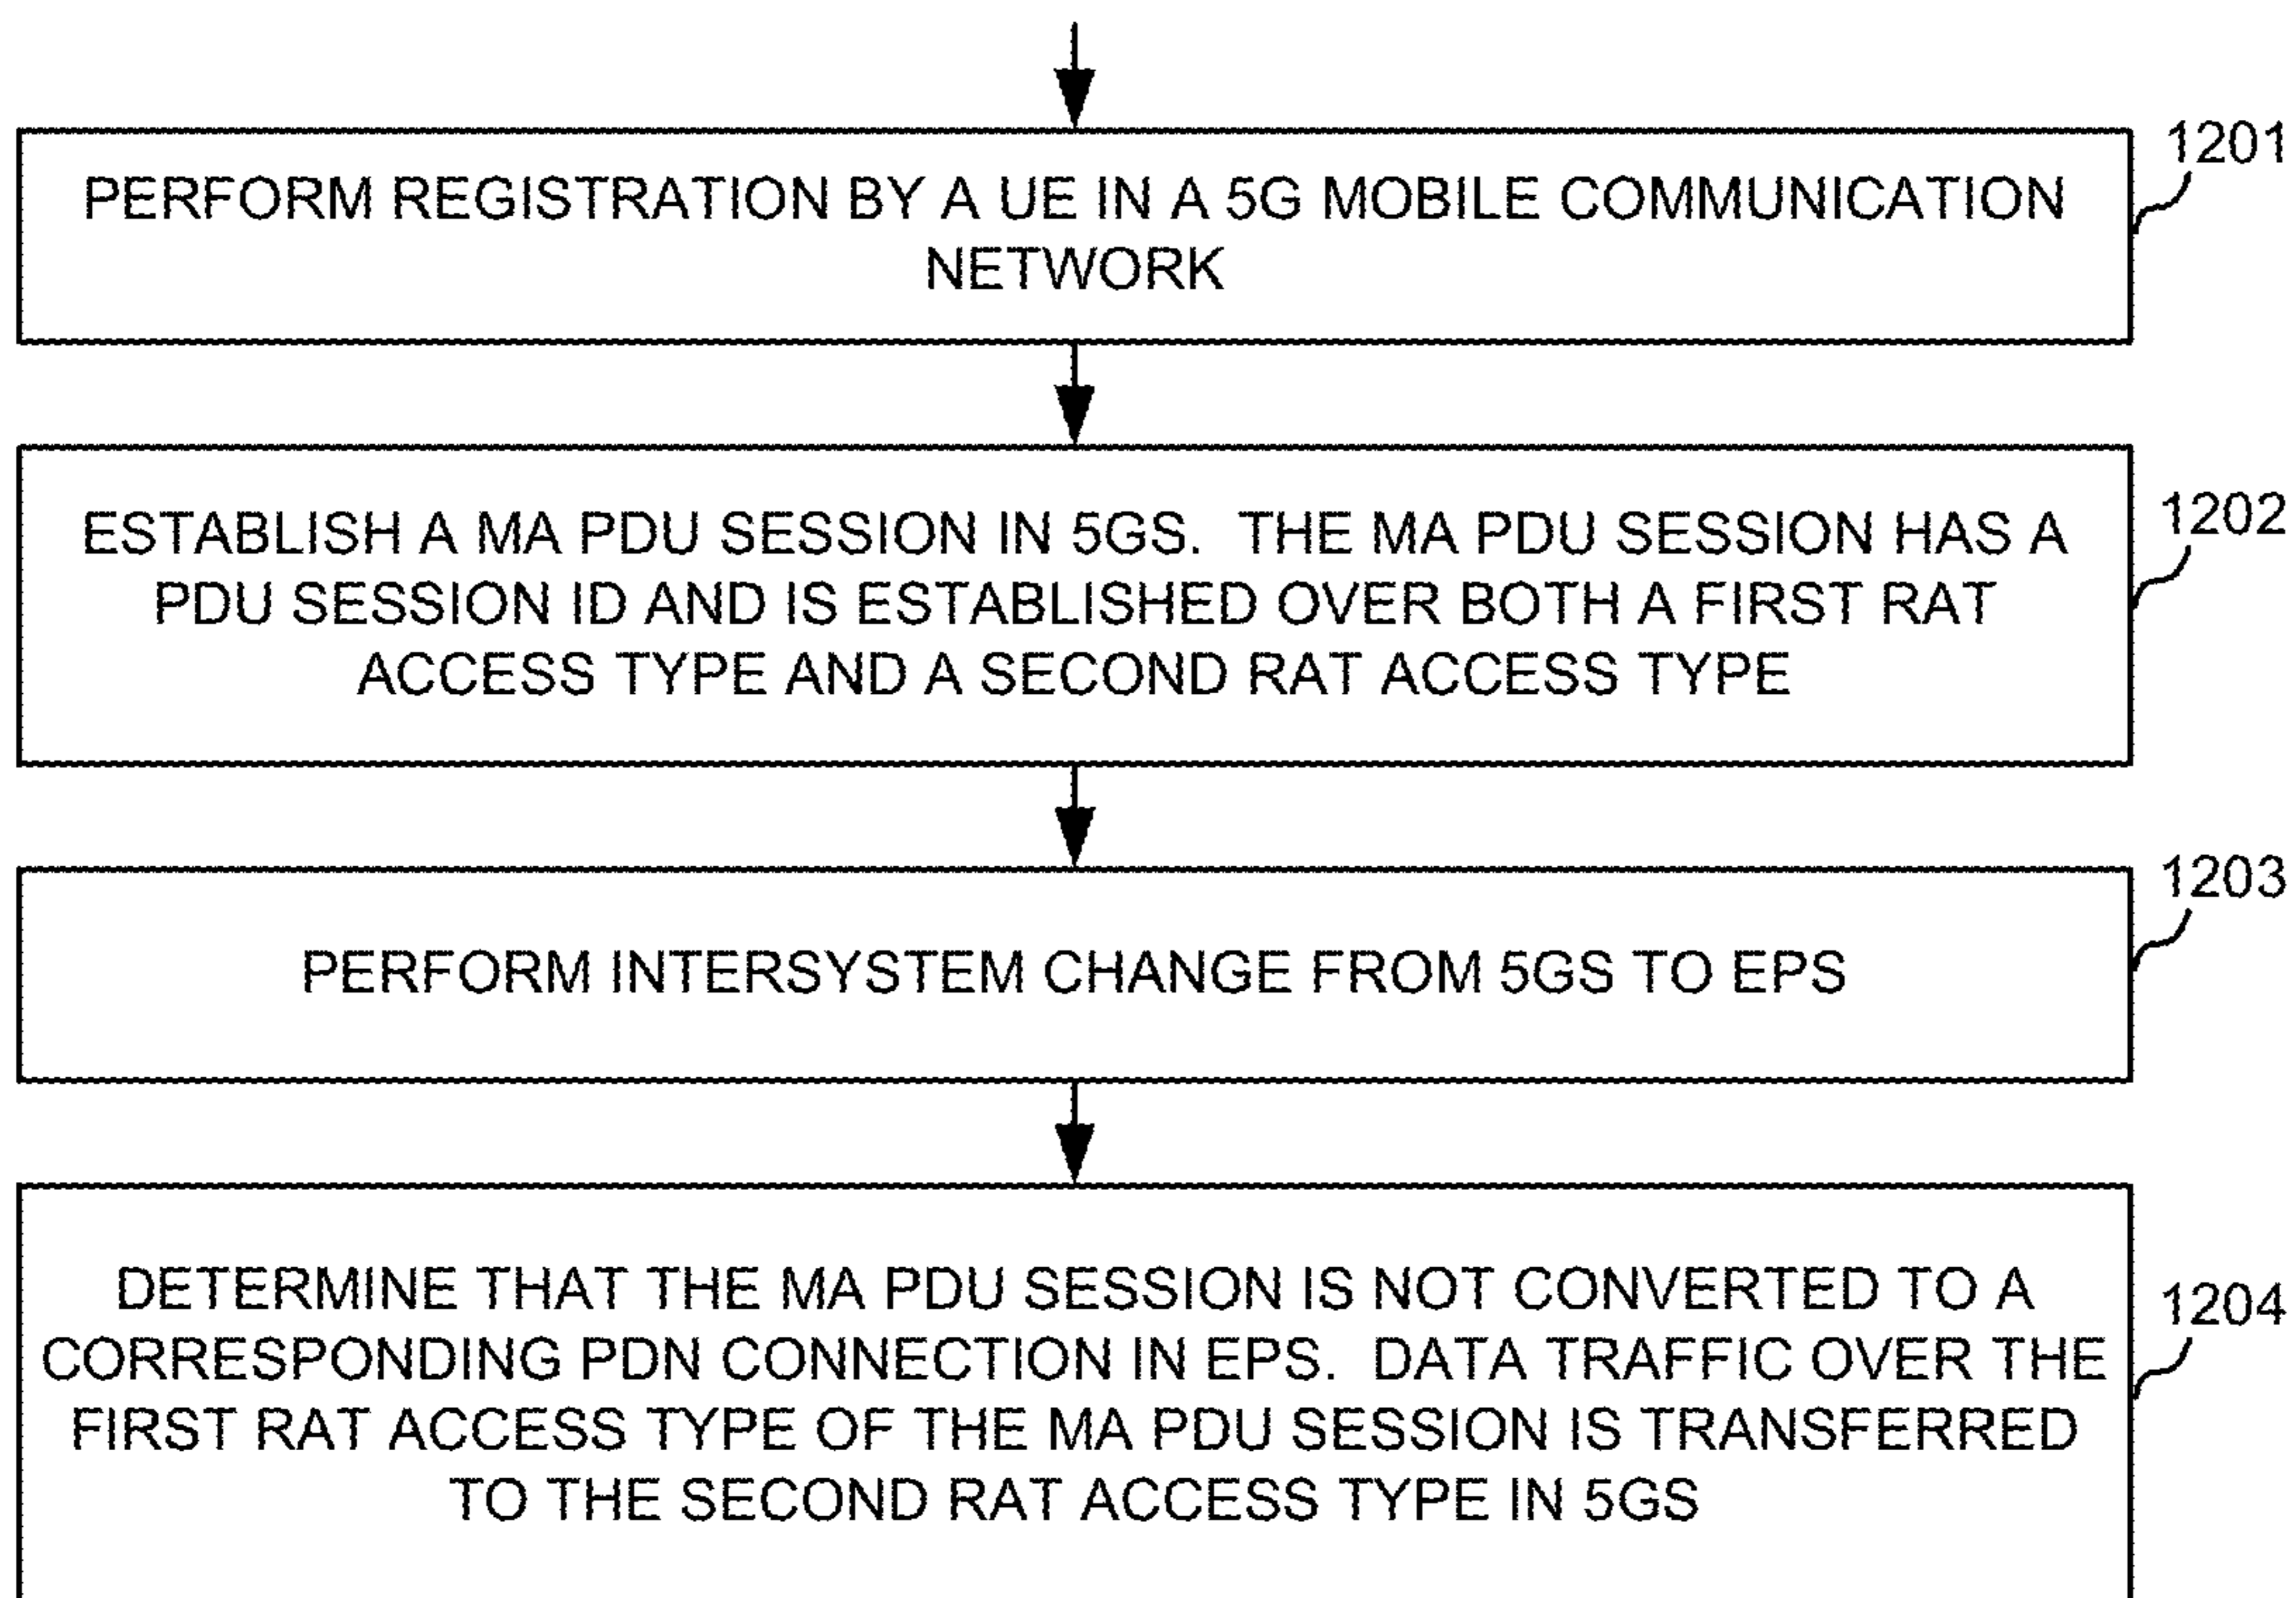 1201
PERFORM REGISTRATION BY A UE IN A 5G MOBILE COMMUNICATION
NETWORK
1202
ESTABLISH A MA PDU SESSION IN 5GS. THE MA PDU SESSION HAS A
PDU SESSION ID AND IS ESTABLISHED OVER BOTH A FIRST RAT
ACCESS TYPE AND A SECOND RAT ACCESS TYPE
1203
PERFORM INTERSYSTEM CHANGE FROM 5GS TO EPS
1204
DETERMINE THAT THE MA PDU SESSION IS NOT CONVERTED TO A
CORRESPONDING PDN CONNECTION IN EPS. DATA TRAFFIC OVER THE
FIRST RAT ACCESS TYPE OF THE MA PDU SESSION IS TRANSFERRED
TO THE SECOND RAT ACCESS TYPE IN 5GS